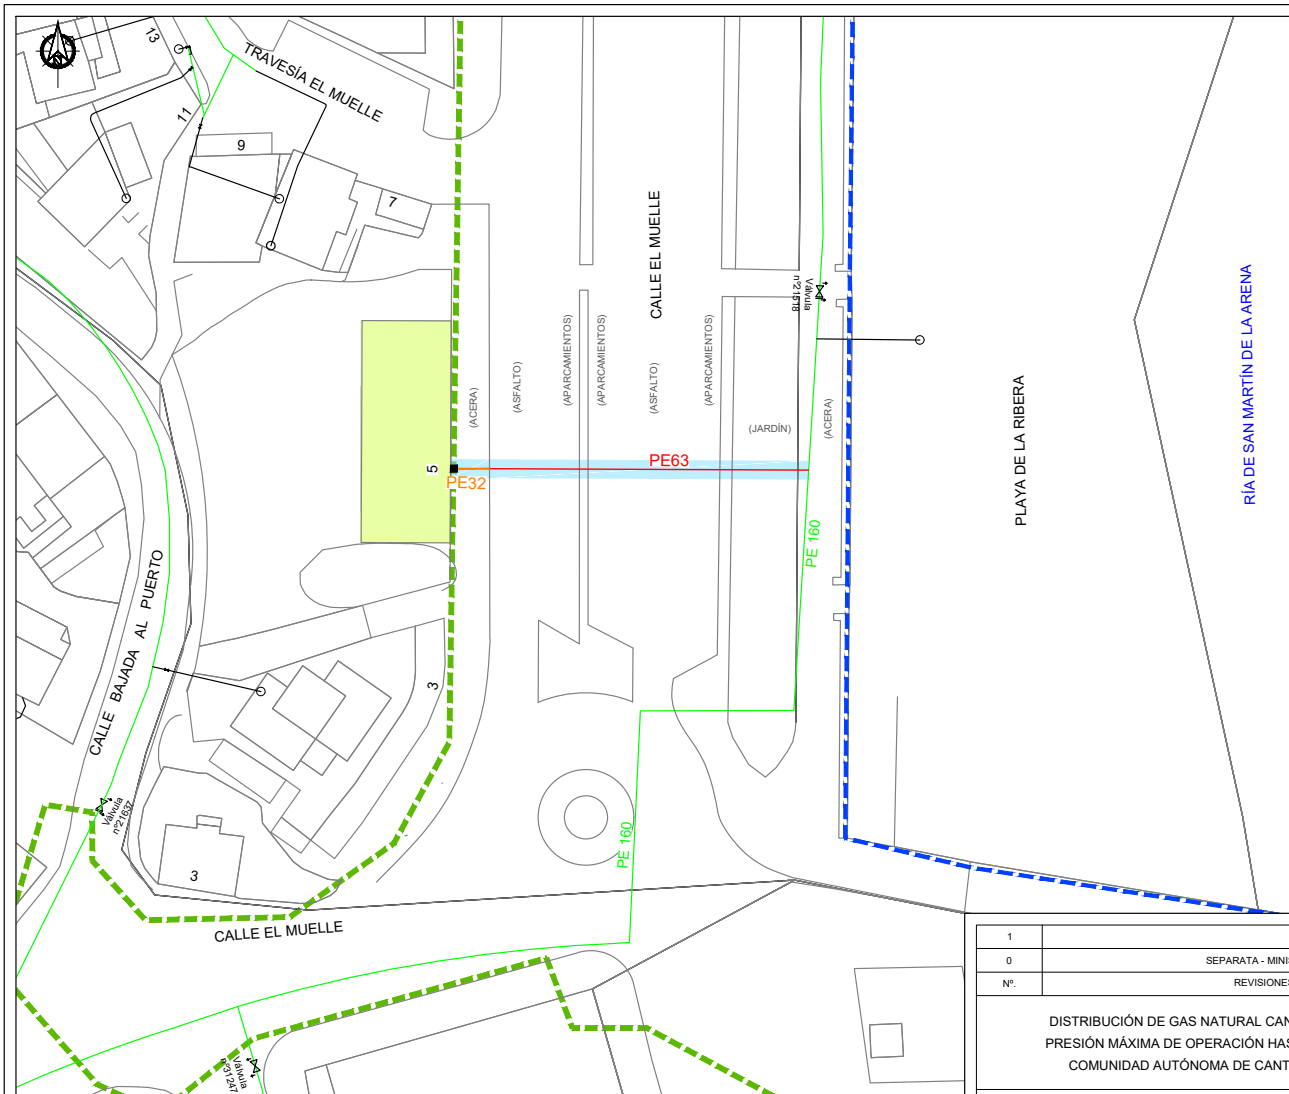 N
13
TRAVESÍA EL MUELLE
11
9
7
CALLE EL MUELLE
Válvula
nº21518
RÍA DE SAN MARTÍN DE LA ARENA
PLAYA DE LA RIBERA
(ACERA)
(ASFALTO)
(APARCAMIENTOS)
(APARCAMIENTOS)
(ASFALTO)
(APARCAMIENTOS)
(JARDÍN)
(ACERA)
5
PE63
PE32
PE 160
CALLE BAJADA AL PUERTO
3
Válvula
nº21637
PE 160
3
CALLE EL MUELLE
Válvula
nº31247
1
0 SEPARATA - MINI
Nº. REVISIONE
DISTRIBUCIÓN DE GAS NATURAL CAN
PRESIÓN MÁXIMA DE OPERACIÓN HAS
COMUNIDAD AUTÓNOMA DE CANT